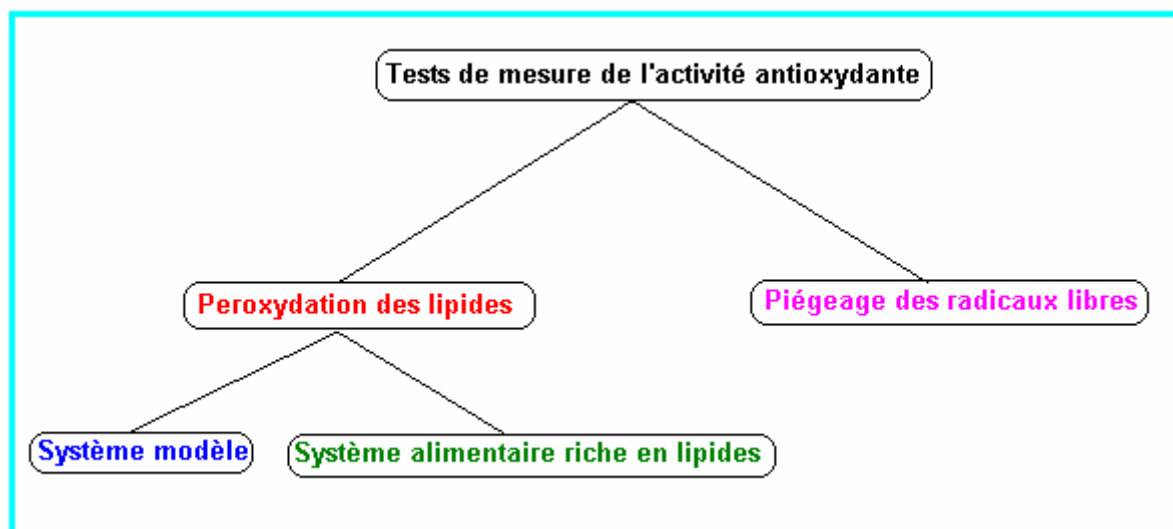 Tests de mesure de l'activité antioxydante
Peroxydation des lipides
Piégeage des radicaux libres
Système modèle
Système alimentaire riche en lipides